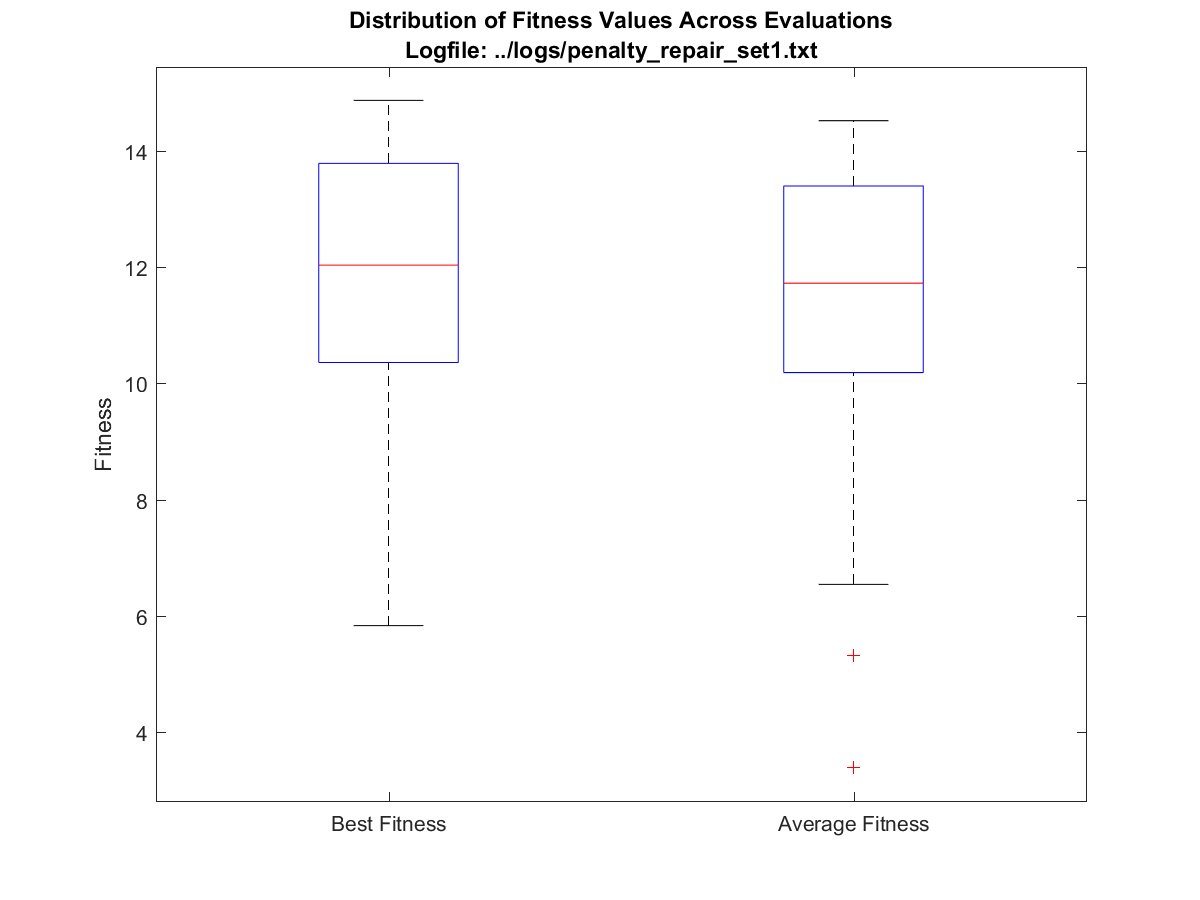 Distribution of Fitness Values Across Evaluations
Logfile: ../logs/penalty_repair_set1.txt
14
12
10
8
6
4
Fitness
Best Fitness
Average Fitness